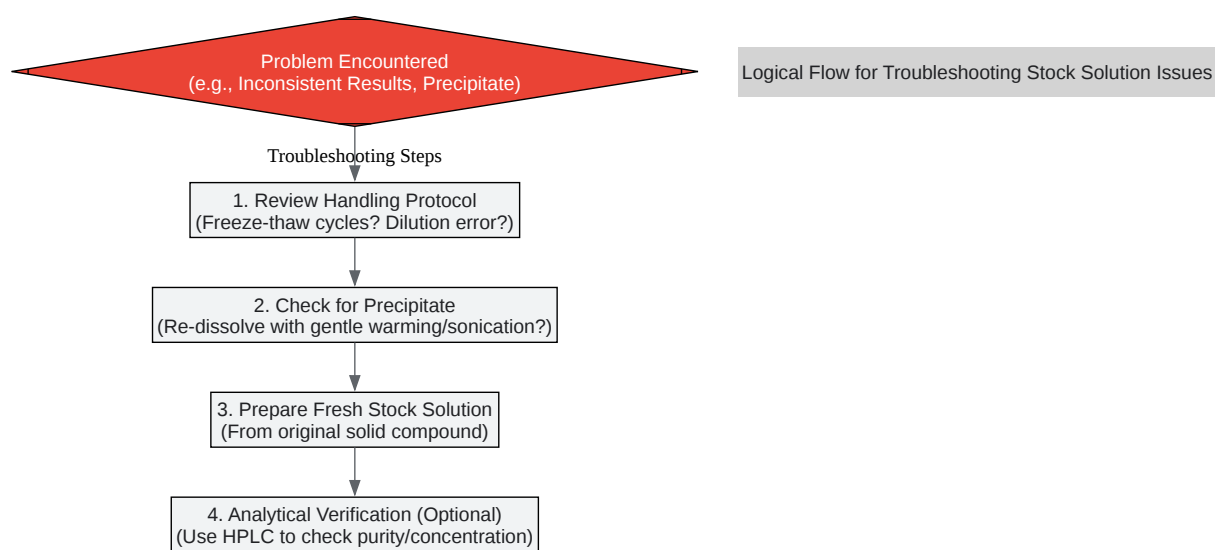 Problem Encountered
(e.g., Inconsistent Results, Precipitate)
Logical Flow for Troubleshooting Stock Solution Issues
Troubleshooting Steps
1. Review Handling Protocol
(Freeze-thaw cycles? Dilution error?)
2. Check for Precipitate
(Re-dissolve with gentle warming/sonication?)
3. Prepare Fresh Stock Solution
(From original solid compound)
4. Analytical Verification (Optional)
(Use HPLC to check purity/concentration)